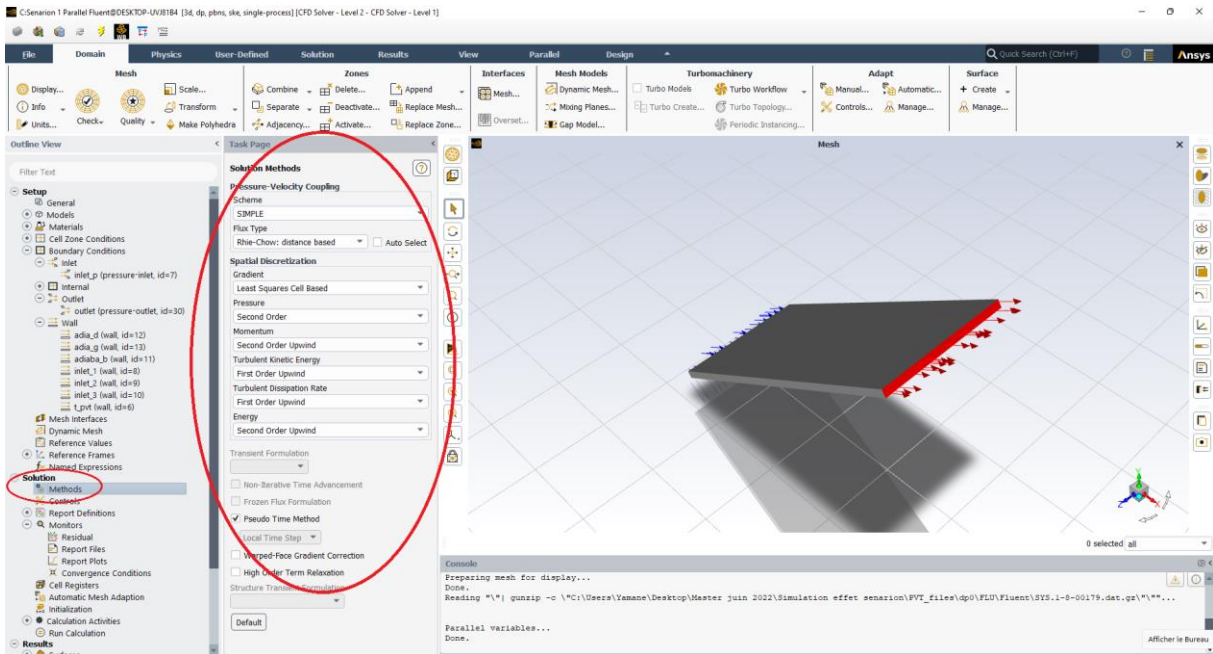 C:Senarion 1 Parallel Fluent@DESKTOP-UVJ81B4 [3d, dp, pbns, ske, single-process] [CFD Solver - Level 2 - CFD Solver - Level 1]
File Domain Physics User-Defined Solution Results View Parallel Design Quick Search (Ctrl+F) Ansys
Mesh Zones Interfaces Mesh Models Turbomachinery Adapt Surface
Display... Scale... Combine Delete... Append Mesh... Dynamic Mesh... Turbo Models Turbo Workflow Manual... Automatic... + Create
Info Transform Separate Deactivate... Replace Mesh... Mixing Planes... Turbo Create... Turbo Topology... Controls... Manage... Manage...
Units... Check Quality Make Polyhedra Adjacency... Activate... Replace Zone... Overset... Gap Model... Periodic Instancing...
Outline View
Filter Text
Setup
General
Models
Materials
Cell Zone Conditions
Boundary Conditions
Inlet
inlet_p (pressure-inlet, id=7)
Internal
Outlet
outlet (pressure-outlet, id=30)
Wall
adia_d (wall, id=12)
adia_g (wall, id=13)
adiaba_b (wall, id=11)
inlet_1 (wall, id=8)
inlet_2 (wall, id=9)
inlet_3 (wall, id=10)
t_pvt (wall, id=6)
Mesh Interfaces
Dynamic Mesh
Reference Values
Reference Frames
Named Expressions
Solution
Methods
Controls
Report Definitions
Monitors
Residual
Report Files
Report Plots
Convergence Conditions
Cell Registers
Automatic Mesh Adaption
Initialization
Calculation Activities
Run Calculation
Results
Task Page
Solution Methods
Pressure-Velocity Coupling
Scheme
SIMPLE
Flux Type
Rhie-Chow: distance based Auto Select
Spatial Discretization
Gradient
Least Squares Cell Based
Pressure
Second Order
Momentum
Second Order Upwind
Turbulent Kinetic Energy
First Order Upwind
Turbulent Dissipation Rate
First Order Upwind
Energy
Second Order Upwind
Transient Formulation
Non-Iterative Time Advancement
Frozen Flux Formulation
Pseudo Time Method
Local Time Step
Warped-Face Gradient Correction
High Order Term Relaxation
Structure Transient Formulation
Default
Mesh
0 selected all
Console
Preparing mesh for display...
Done.
Reading "\"| gunzip -c \"C:\Users\Yamane\Desktop\Master juin 2022\Simulation effet senarion\PVT_files\dp0\FLU\Fluent\SYS.1-8-00179.dat.gz\"\""...
Parallel variables...
Done.
Afficher le Bureau